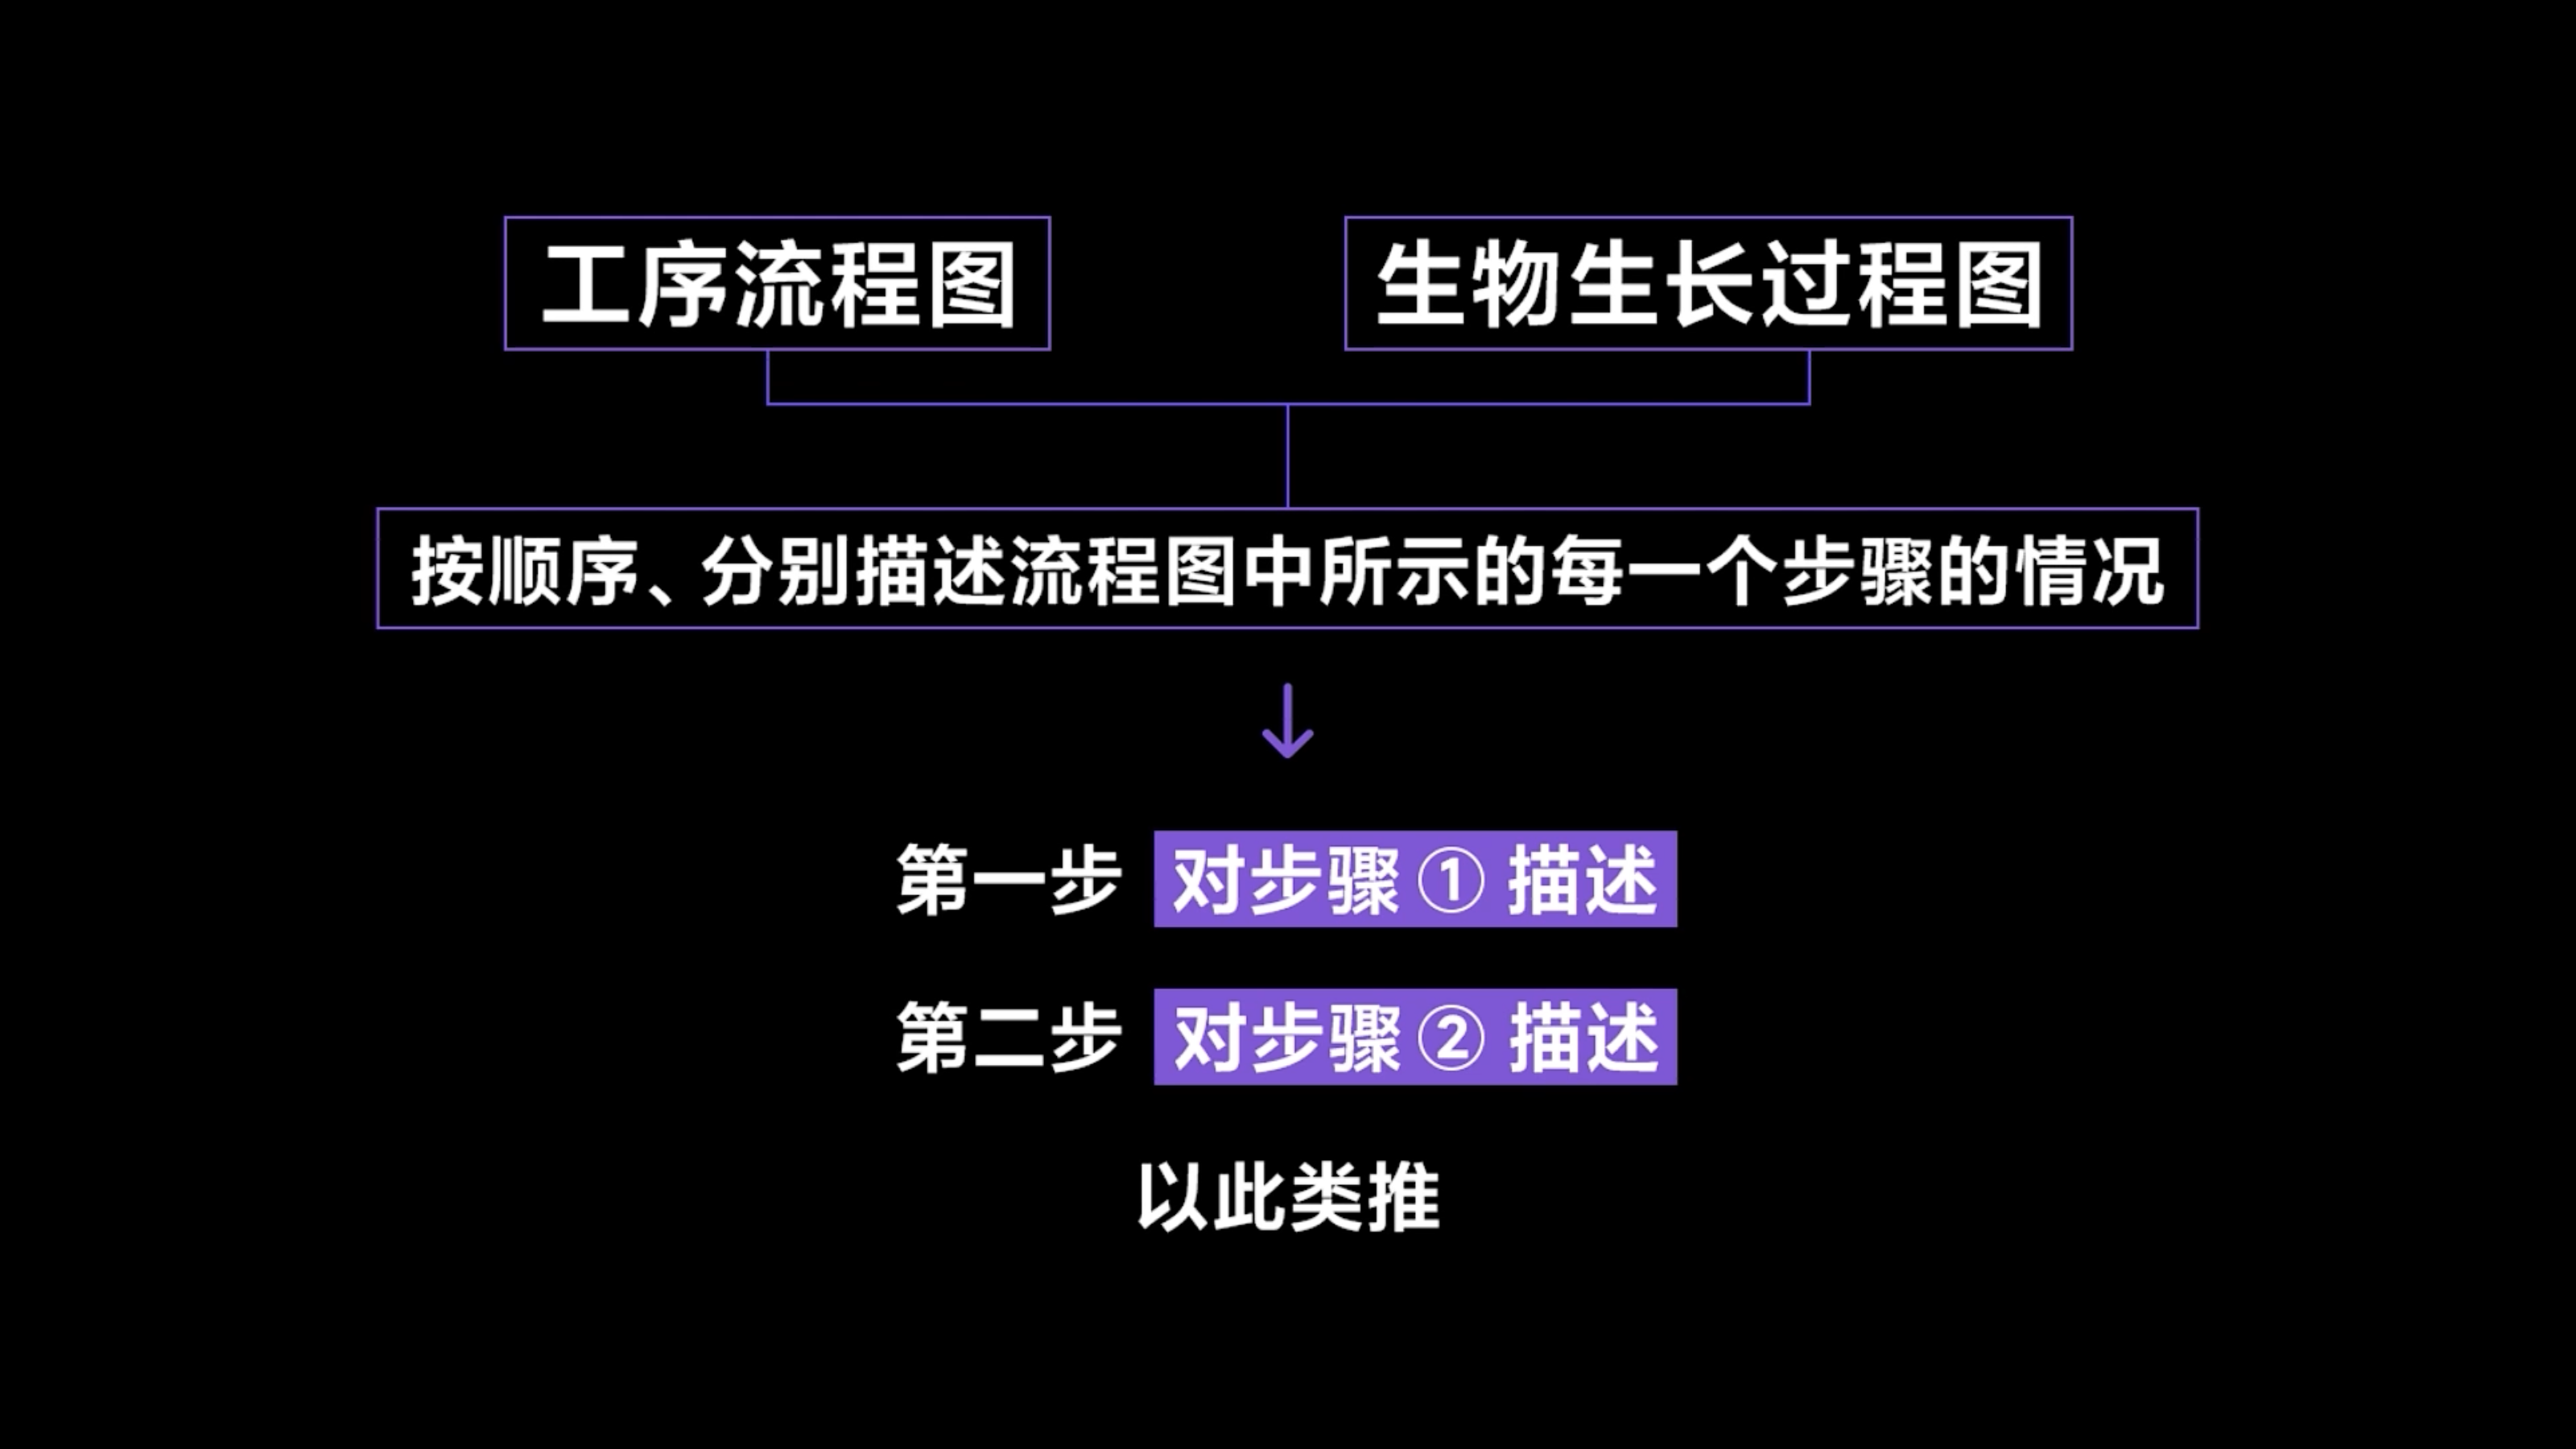 工序流程图
生物生长过程图
按顺序、分别描述流程图中所示的每一个步骤的情况
第一步 对步骤 ① 描述
第二步 对步骤 ② 描述
以此类推